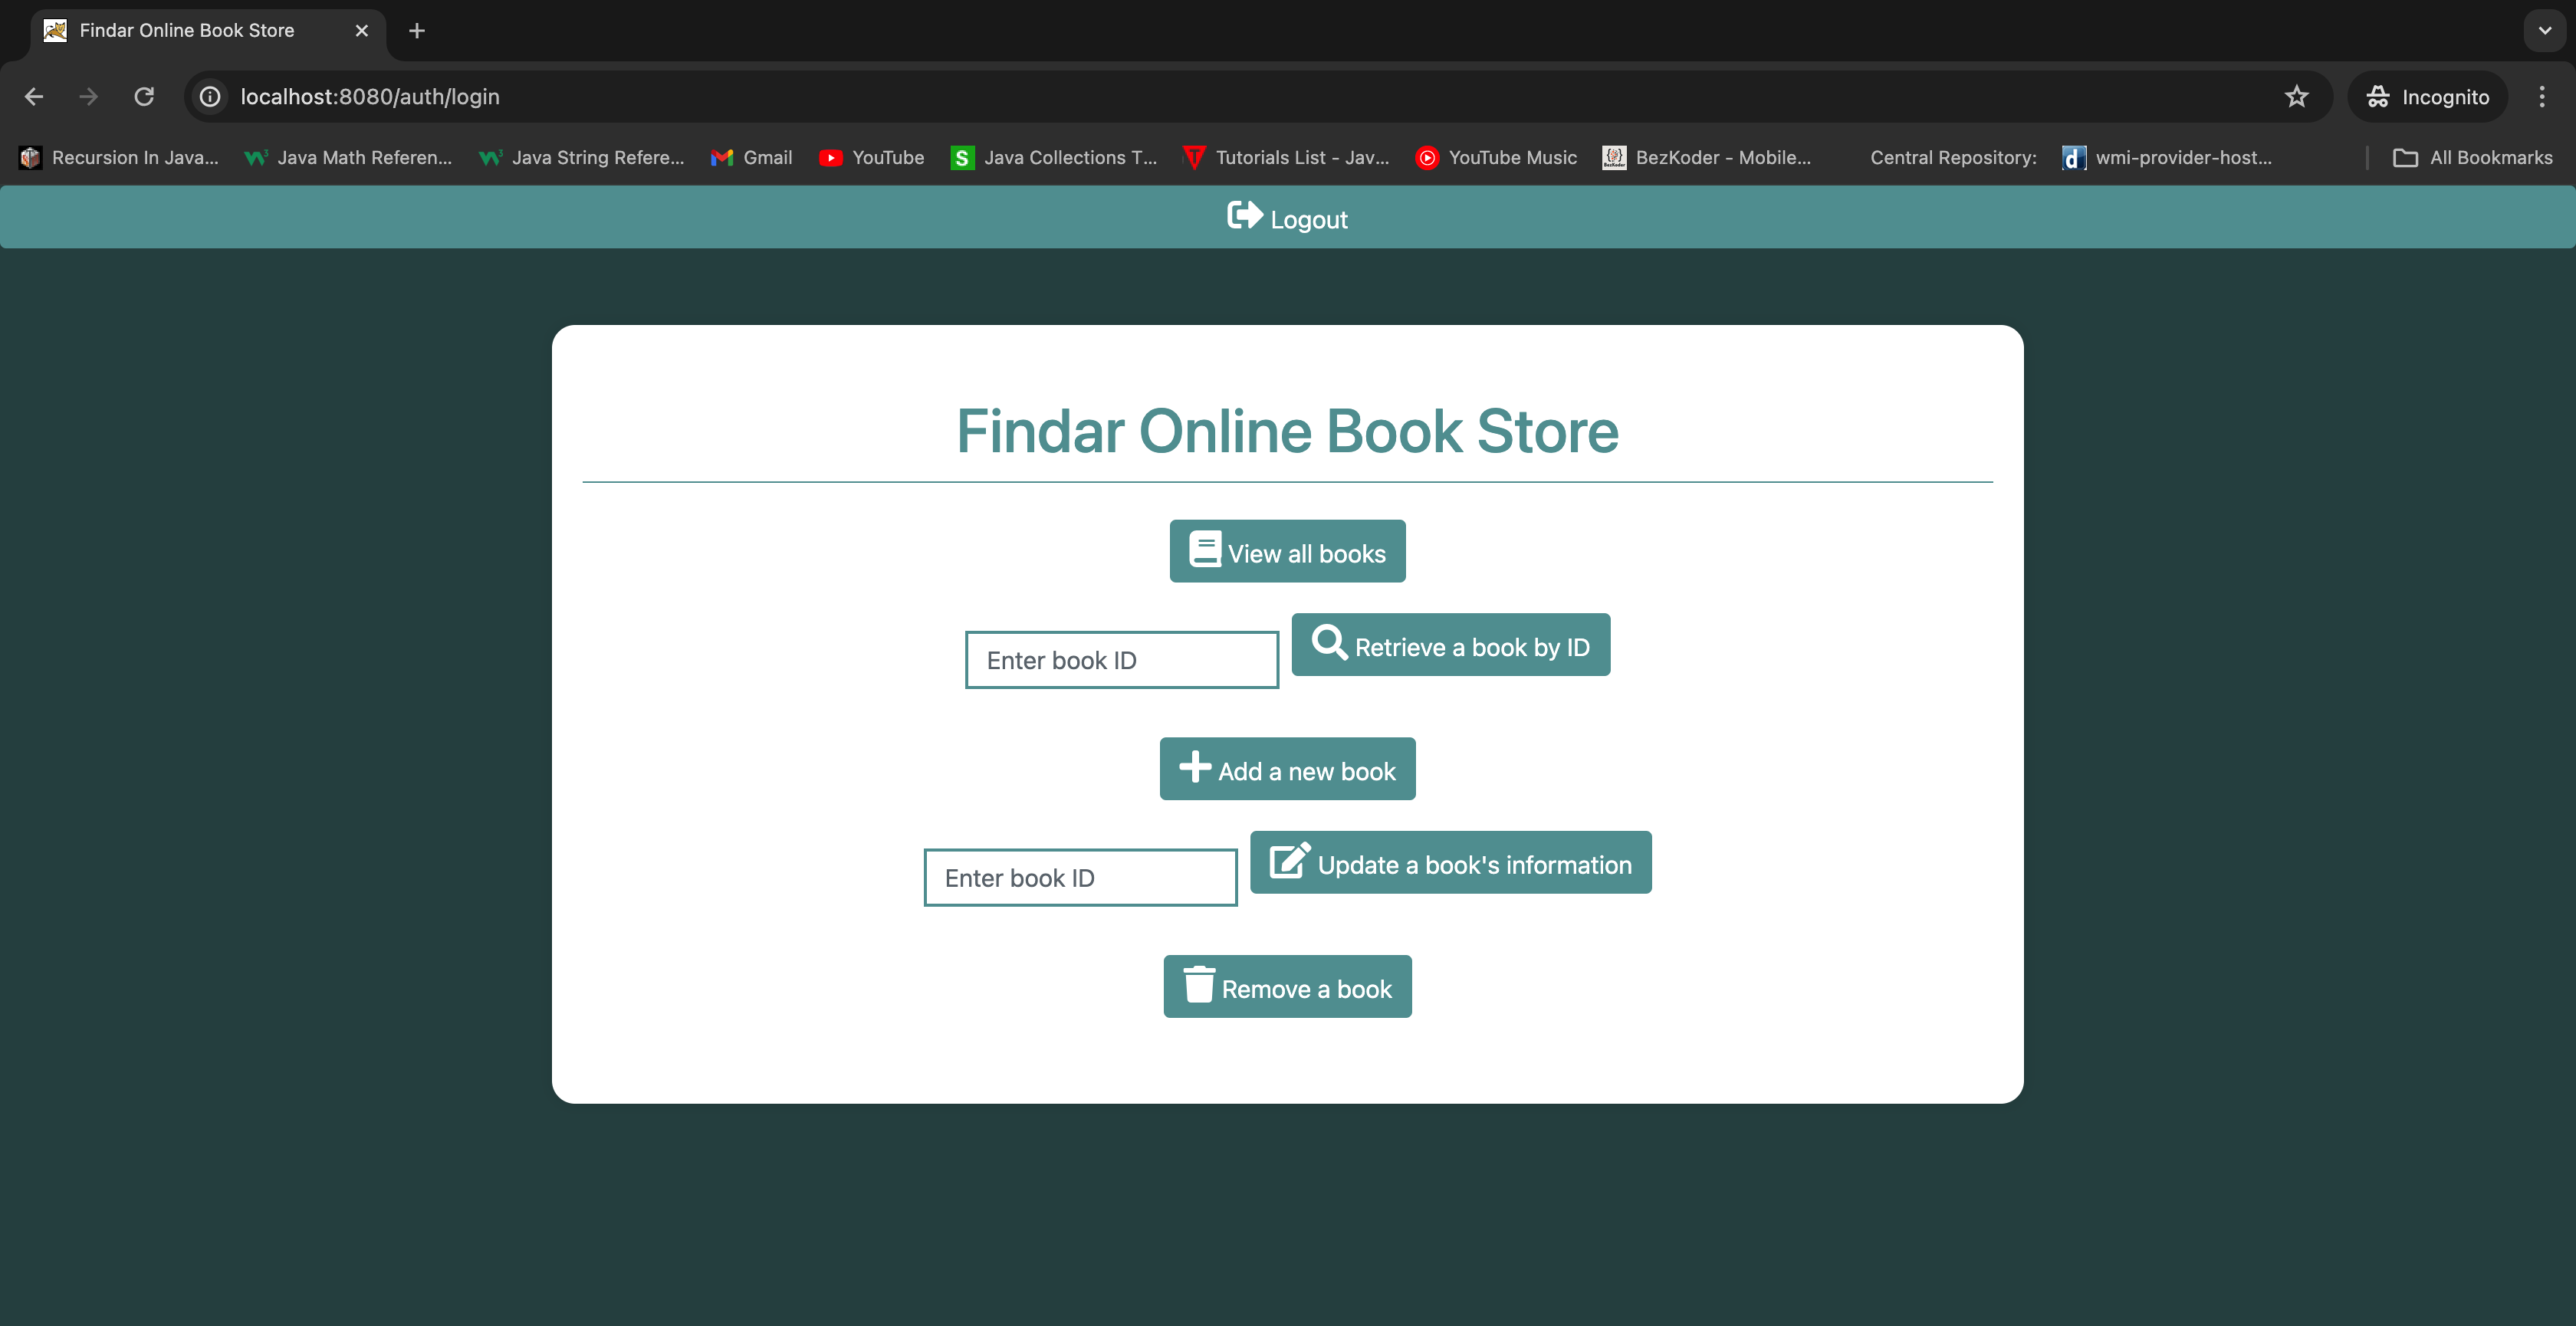 Findar Online Book Store
localhost:8080/auth/login
Incognito
Recursion In Java... Java Math Referen... Java String Refere... Gmail YouTube Java Collections T... Tutorials List - Jav... YouTube Music BezKoder - Mobile... Central Repository: wmi-provider-host... All Bookmarks
Logout
Findar Online Book Store
View all books
Enter book ID Retrieve a book by ID
Add a new book
Enter book ID Update a book's information
Remove a book